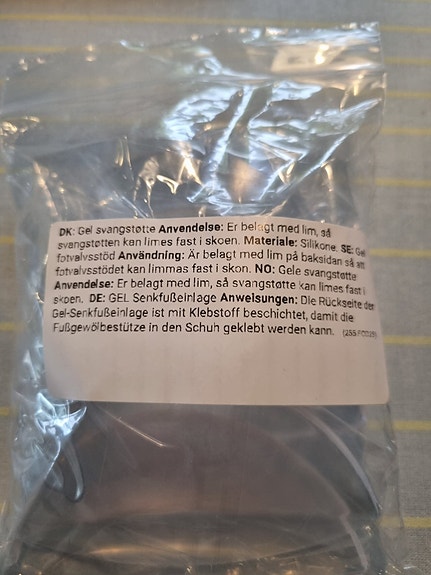 DK: Gel svangstøtte Anvendelse: Er belagt med lim, så
svangstøtten kan limes fast i skoen. Materiale: Silikone. SE: Gel
fotvalvsstöd Användning: Är belagt med lim på baksidan så att
fotvalvsstödet kan limmas fast i skon. NO: Gele svangstøtte
Anvendelse: Er belagt med lim, så svangstøtte kan limes fast i
skoen. DE: GEL Senkfußeinlage Anwelsungen: Die Rückseite der
Gel-Senkfußeinlage ist mit Klebstoff beschichtet, damit die
Fußgewölbestütze in den Schuh geklebt werden kann.